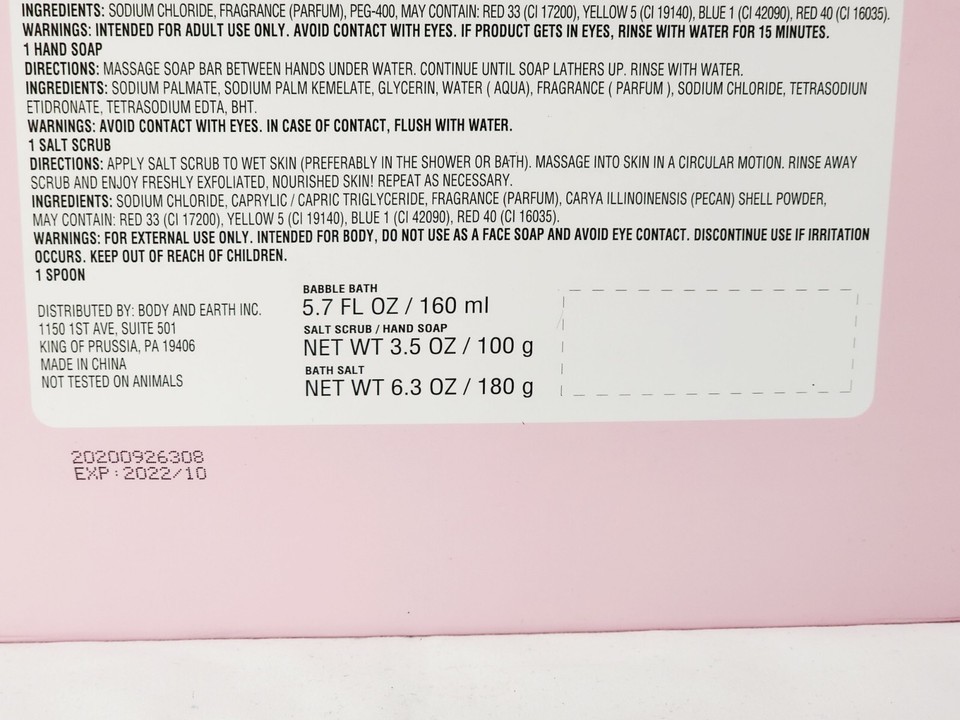 INGREDIENTS: SODIUM CHLORIDE, FRAGRANCE (PARFUM), PEG-400, MAY CONTAIN: RED 33 (CI 17200), YELLOW 5 (CI 19140), BLUE 1 (CI 42090), RED 40 (CI 16035).
WARNINGS: INTENDED FOR ADULT USE ONLY. AVOID CONTACT WITH EYES. IF PRODUCT GETS IN EYES, RINSE WITH WATER FOR 15 MINUTES.
1 HAND SOAP
DIRECTIONS: MASSAGE SOAP BAR BETWEEN HANDS UNDER WATER. CONTINUE UNTIL SOAP LATHERS UP. RINSE WITH WATER.
INGREDIENTS: SODIUM PALMATE, SODIUM PALM KEMELATE, GLYCERIN, WATER ( AQUA), FRAGRANCE ( PARFUM ), SODIUM CHLORIDE, TETRASODIUN
ETIDRONATE, TETRASODIUM EDTA, BHT.
WARNINGS: AVOID CONTACT WITH EYES. IN CASE OF CONTACT, FLUSH WITH WATER.
1 SALT SCRUB
DIRECTIONS: APPLY SALT SCRUB TO WET SKIN (PREFERABLY IN THE SHOWER OR BATH). MASSAGE INTO SKIN IN A CIRCULAR MOTION. RINSE AWAY
SCRUB AND ENJOY FRESHLY EXFOLIATED, NOURISHED SKIN! REPEAT AS NECESSARY.
INGREDIENTS: SODIUM CHLORIDE, CAPRYLIC / CAPRIC TRIGLYCERIDE, FRAGRANCE (PARFUM), CARYA ILLINOINENSIS (PECAN) SHELL POWDER,
MAY CONTAIN: RED 33 (CI 17200), YELLOW 5 (CI 19140), BLUE 1 (CI 42090), RED 40 (CI 16035).
WARNINGS: FOR EXTERNAL USE ONLY. INTENDED FOR BODY, DO NOT USE AS A FACE SOAP AND AVOID EYE CONTACT. DISCONTINUE USE IF IRRITATION
OCCURS. KEEP OUT OF REACH OF CHILDREN.
1 SPOON
DISTRIBUTED BY: BODY AND EARTH INC.
1150 1ST AVE, SUITE 501
KING OF PRUSSIA, PA 19406
MADE IN CHINA
NOT TESTED ON ANIMALS
BABBLE BATH
5.7 FL OZ / 160 ml
SALT SCRUB / HAND SOAP
NET WT 3.5 OZ / 100 g
BATH SALT
NET WT 6.3 OZ / 180 g
20200926308
EXP:2022/10